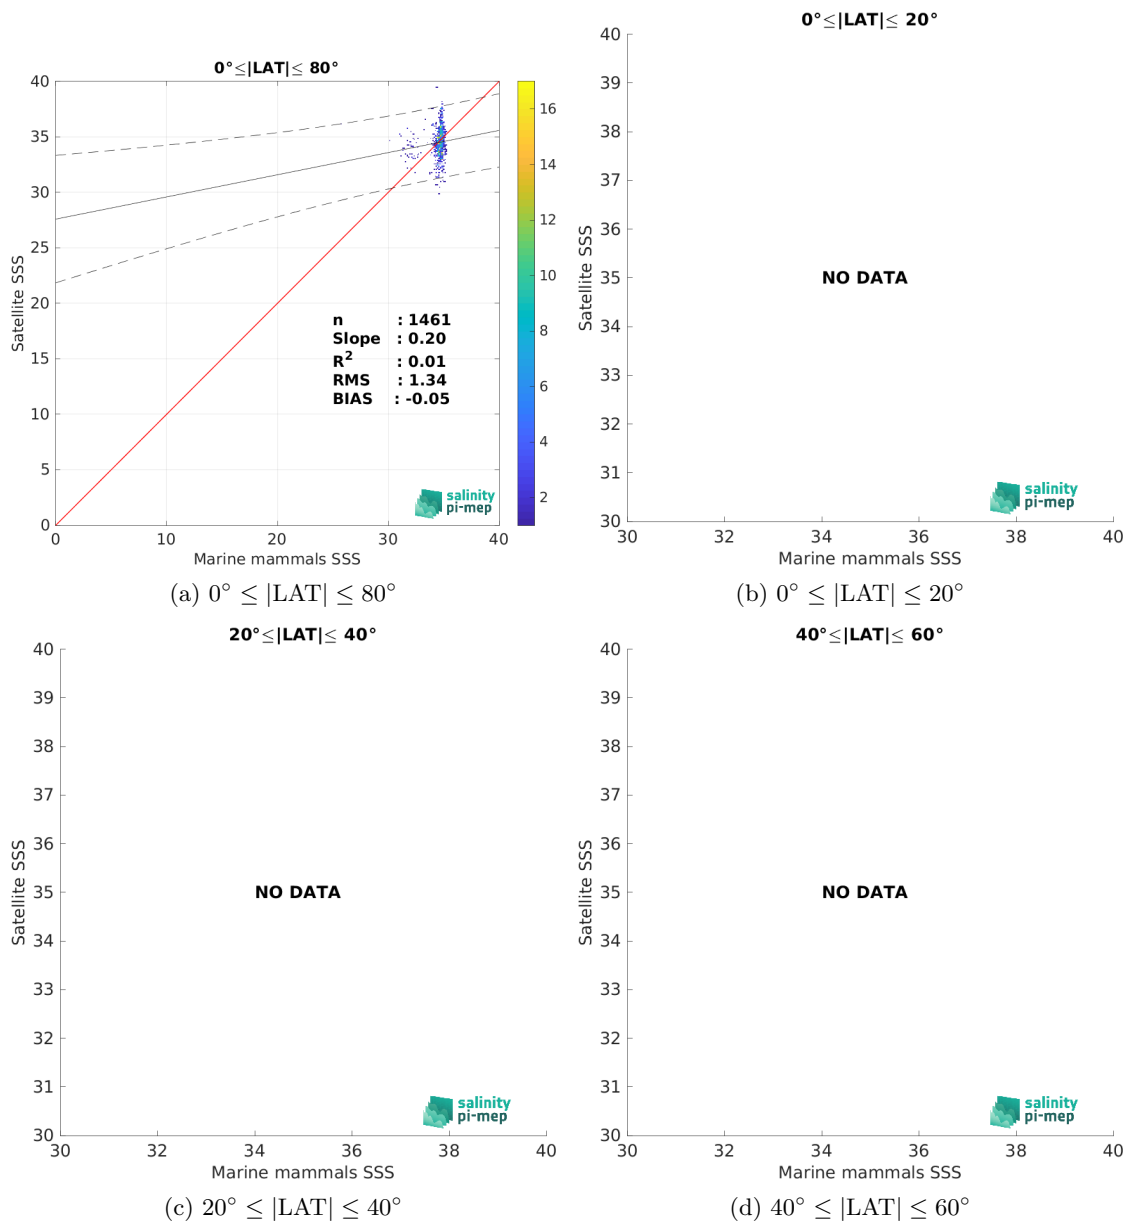 0°≤|LAT|≤ 80°
40
35
30
25
20
15
10
5
0
0
10
20
30
40
Satellite SSS
Marine mammals SSS
n : 1461
Slope : 0.20
R² : 0.01
RMS : 1.34
BIAS : -0.05
salinity
pi-mep
16
14
12
10
8
6
4
2
(a) 0° ≤ |LAT| ≤ 80°
0°≤|LAT|≤ 20°
40
39
38
37
36
35
34
33
32
31
30
30
32
34
36
38
40
Satellite SSS
NO DATA
Marine mammals SSS
salinity
pi-mep
(b) 0° ≤ |LAT| ≤ 20°
20°≤|LAT|≤ 40°
40
39
38
37
36
35
34
33
32
31
30
30
32
34
36
38
40
Satellite SSS
NO DATA
Marine mammals SSS
salinity
pi-mep
(c) 20° ≤ |LAT| ≤ 40°
40°≤|LAT|≤ 60°
40
39
38
37
36
35
34
33
32
31
30
30
32
34
36
38
40
Satellite SSS
NO DATA
Marine mammals SSS
salinity
pi-mep
(d) 40° ≤ |LAT| ≤ 60°